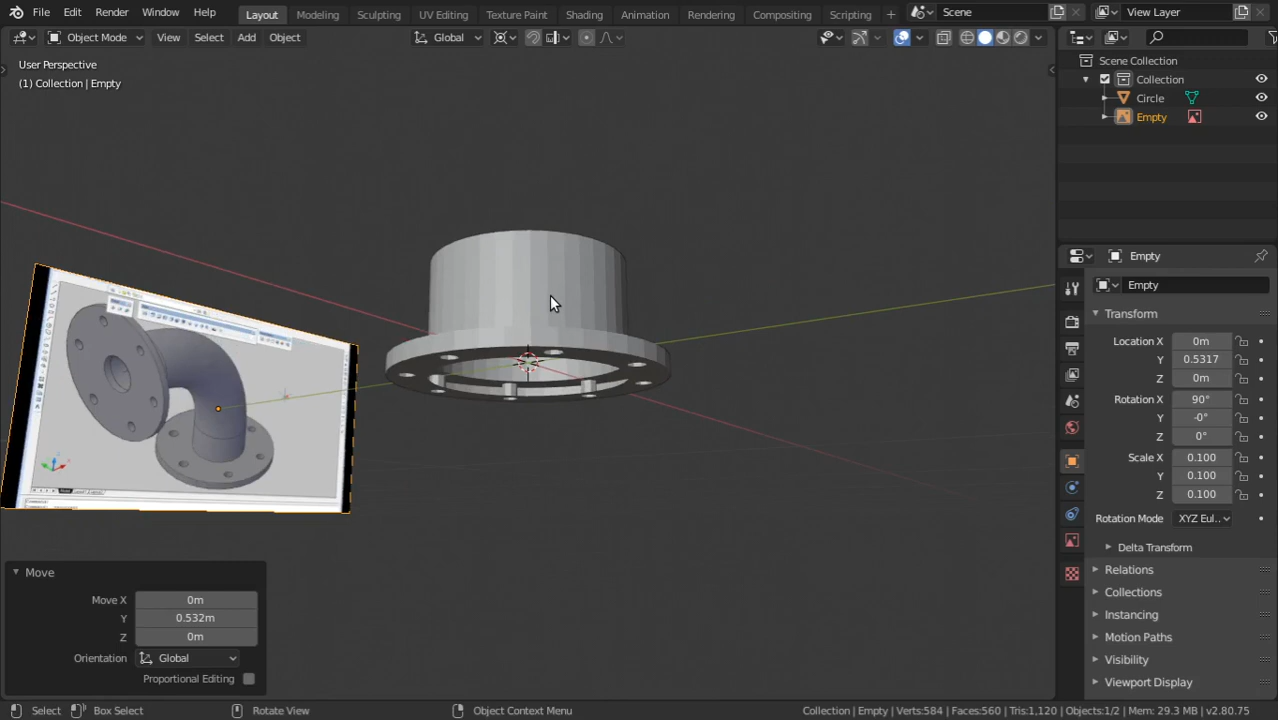 File Edit Render Window Help Layout Modeling Sculpting UV Editing Texture Paint Shading Animation Rendering Compositing Scripting + Scene View Layer
Object Mode View Select Add Object Global
User Perspective
(1) Collection | Empty
Scene Collection
Collection
Circle
Empty
Empty
Empty
Transform
Location X 0m
Y 0.5317
Z 0m
Rotation X 90°
Y -0°
Z 0°
Scale X 0.100
Y 0.100
Z 0.100
Rotation Mode XYZ Eul..
Delta Transform
Relations
Collections
Instancing
Motion Paths
Visibility
Viewport Display
Move
Move X 0m
Y 0.532m
Z 0m
Orientation Global
Proportional Editing
Select Box Select Rotate View Object Context Menu Collection | Empty | Verts:584 | Faces:560 | Tris:1,120 | Objects:1/2 | Mem: 29.3 MB | v2.80.75